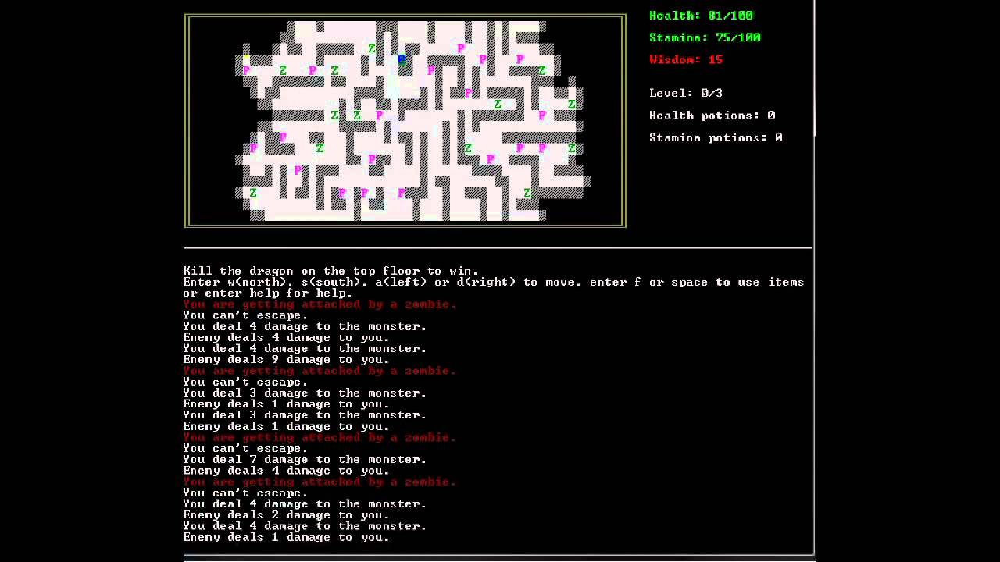 Health: 81/100
Stamina: 75/100
Wisdom: 15
Level: 0/3
Health potions: 0
Stamina potions: 0
Z P
P P P
P Z P Z P Z
P
Z Z
Z Z P P
P
P Z Z P P Z
P P
P
Z P P P Z
Kill the dragon on the top floor to win.
Enter w(north), s(south), a(left) or d(right) to move, enter f or space to use items
or enter help for help.
You are getting attacked by a zombie.
You can't escape.
You deal 4 damage to the monster.
Enemy deals 4 damage to you.
You deal 4 damage to the monster.
Enemy deals 9 damage to you.
You are getting attacked by a zombie.
You can't escape.
You deal 3 damage to the monster.
Enemy deals 1 damage to you.
You deal 3 damage to the monster.
Enemy deals 1 damage to you.
You are getting attacked by a zombie.
You can't escape.
You deal 7 damage to the monster.
Enemy deals 4 damage to you.
You are getting attacked by a zombie.
You can't escape.
You deal 4 damage to the monster.
Enemy deals 2 damage to you.
You deal 4 damage to the monster.
Enemy deals 1 damage to you.